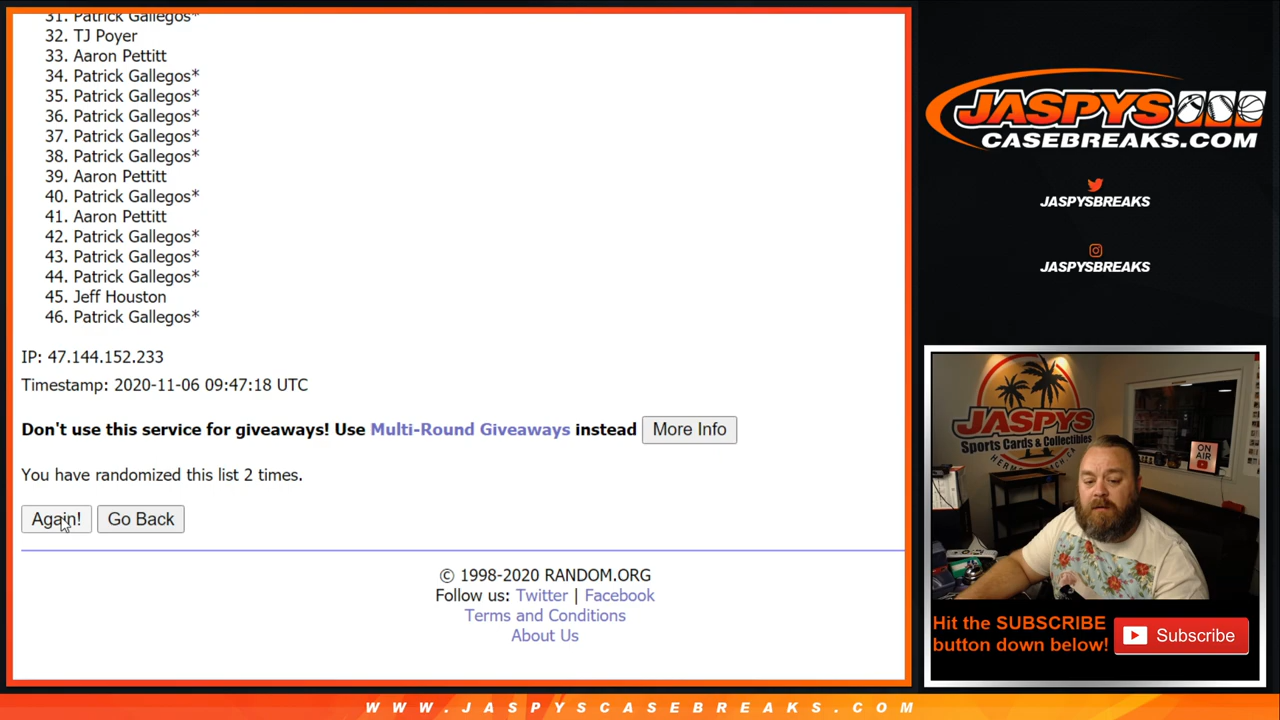 31. Patrick Gallegos*
32. TJ Poyer
33. Aaron Pettitt
34. Patrick Gallegos*
35. Patrick Gallegos*
36. Patrick Gallegos*
37. Patrick Gallegos*
38. Patrick Gallegos*
39. Aaron Pettitt
40. Patrick Gallegos*
41. Aaron Pettitt
42. Patrick Gallegos*
43. Patrick Gallegos*
44. Patrick Gallegos*
45. Jeff Houston
46. Patrick Gallegos*
IP: 47.144.152.233
Timestamp: 2020-11-06 09:47:18 UTC
Don't use this service for giveaways! Use Multi-Round Giveaways instead More Info
You have randomized this list 2 times.
Again! Go Back
© 1998-2020 RANDOM.ORG
Follow us: Twitter | Facebook
Terms and Conditions
About Us
JASPYS
CASEBREAKS.COM
JASPYSBREAKS
JASPYSBREAKS
JASPYS
Sports Cards & Collectibles
ON
AIR
Hit the SUBSCRIBE
button down below!
Subscribe
WWW.JASPYSCASEBREAKS.COM